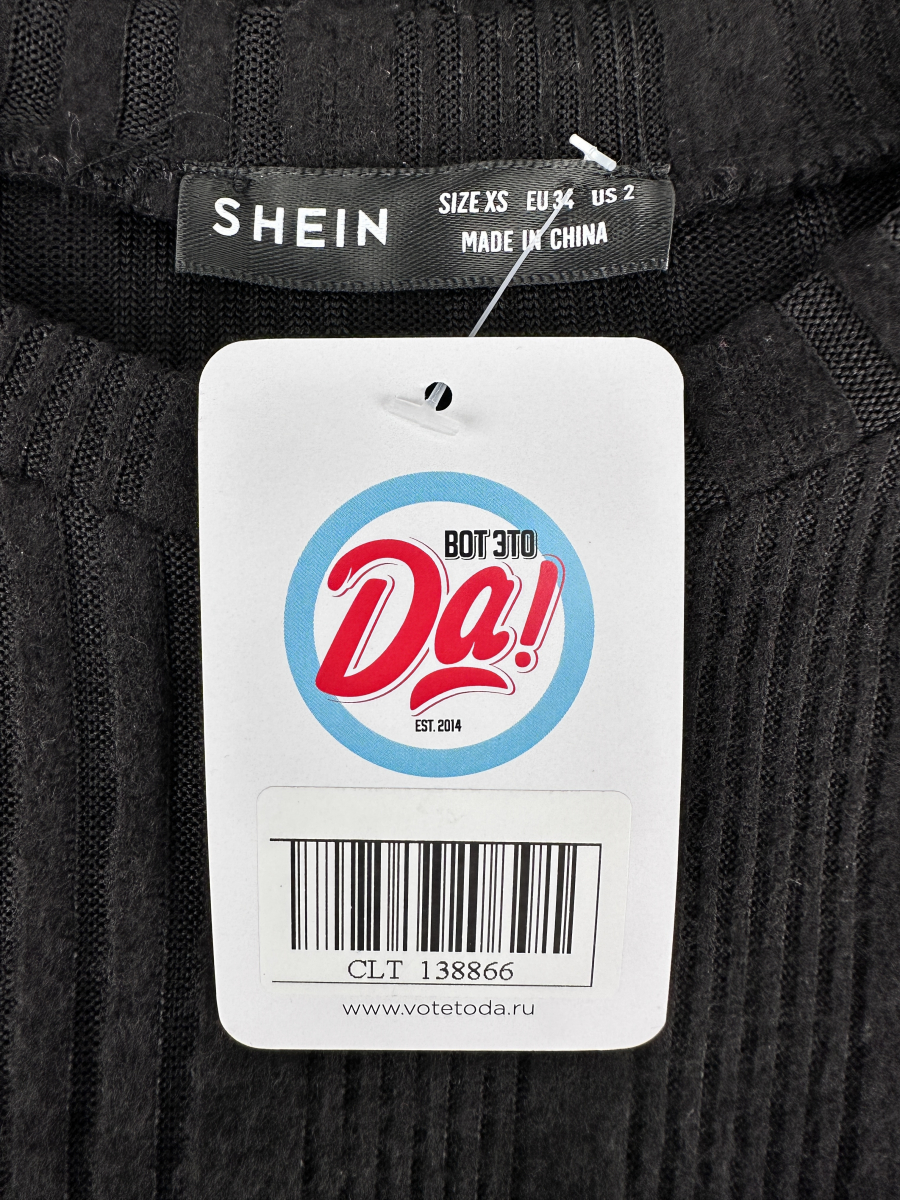 SHEIN
SIZE XS EU 34 US 2
MADE IN CHINA
ВОТ ЭТО
Да!
EST. 2014
CLT 138866
www.votetoda.ru